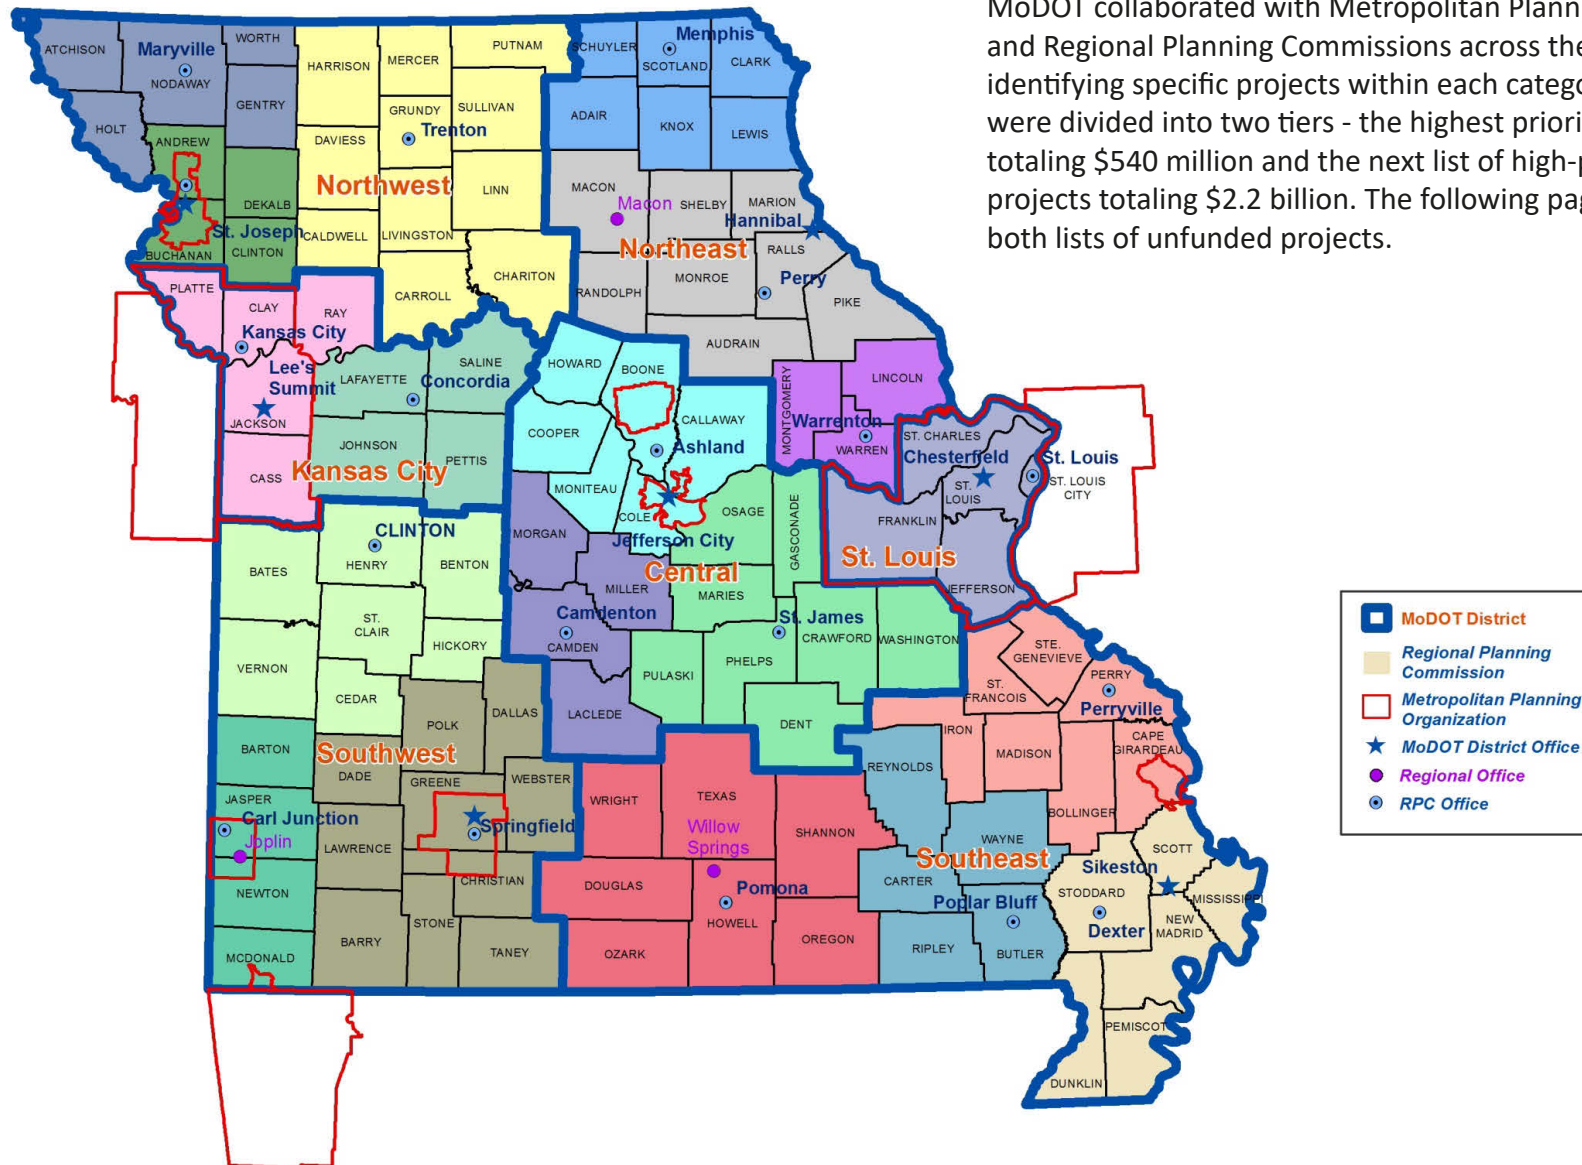 MoDOT collaborated with Metropolitan Plann
and Regional Planning Commissions across the
identifying specific projects within each catego
were divided into two tiers - the highest priori
totaling $540 million and the next list of high-p
projects totaling $2.2 billion. The following pag
both lists of unfunded projects.
ATCHISON
Maryville
NODAWAY
WORTH
HARRISON
MERCER
PUTNAM
SCHUYLER
Memphis
SCOTLAND
CLARK
HOLT
GENTRY
GRUNDY
SULLIVAN
Trenton
ADAIR
KNOX
LEWIS
ANDREW
DAVIESS
Northwest
LINN
DEKALB
MACON
Macon
SHELBY
MARION
Hannibal
St. Joseph
BUCHANAN
CLINTON
CALDWELL
LIVINGSTON
Northeast
RALLS
PLATTE
CLAY
RAY
CARROLL
CHARITON
RANDOLPH
MONROE
Perry
PIKE
Kansas City
AUDRAIN
Lee's
Summit
JACKSON
LAFAYETTE
SALINE
Concordia
HOWARD
BOONE
MONTGOMERY
LINCOLN
CALLAWAY
Warrenton
WARREN
ST. CHARLES
Chesterfield
St. Louis
ST. LOUIS
CITY
ST.
LOUIS
COOPER
Ashland
JOHNSON
PETTIS
Kansas City
CASS
MONITEAU
COLE
OSAGE
GASCONADE
FRANKLIN
St. Louis
JEFFERSON
CLINTON
HENRY
BENTON
BATES
MORGAN
Jefferson City
Central
MILLER
MARIES
ST.
CLAIR
HICKORY
Camdenton
CAMDEN
St. James
CRAWFORD
WASHINGTON
VERNON
PULASKI
PHELPS
STE.
GENEVIEVE
ST.
FRANCOIS
PERRY
Perryville
CEDAR
POLK
DALLAS
LACLEDE
DENT
IRON
MADISON
CAPE
GIRARDEAU
BARTON
Southwest
DADE
GREENE
WEBSTER
REYNOLDS
JASPER
Carl Junction
Joplin
LAWRENCE
Springfield
WRIGHT
TEXAS
Willow
Springs
SHANNON
BOLLINGER
WAYNE
Southeast
SCOTT
Sikeston
NEWTON
CHRISTIAN
DOUGLAS
Pomona
HOWELL
CARTER
Poplar Bluff
STODDARD
Dexter
MISSISSIPPI
NEW
MADRID
BARRY
STONE
TANEY
MCDONALD
OZARK
OREGON
RIPLEY
BUTLER
PEMISCOT
DUNKLIN
MoDOT District
Regional Planning
Commission
Metropolitan Planning
Organization
MoDOT District Office
Regional Office
RPC Office